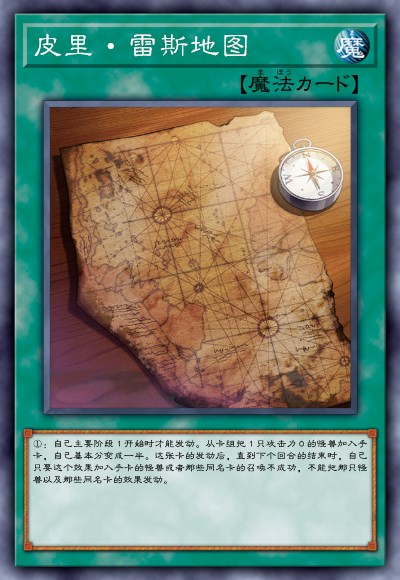 皮里·雷斯地图
魔
【魔法カード】
ま ほう
①：自己主要阶段1开始时才能发动。从卡组把1只攻击力0的怪兽加入手
卡，自己基本分变成一半。这张卡的发动后，直到下个回合的结束时，自己
只要这个效果加入手卡的怪兽或者那些同名卡的召唤不成功，不能把那只怪
兽以及那些同名卡的效果发动。